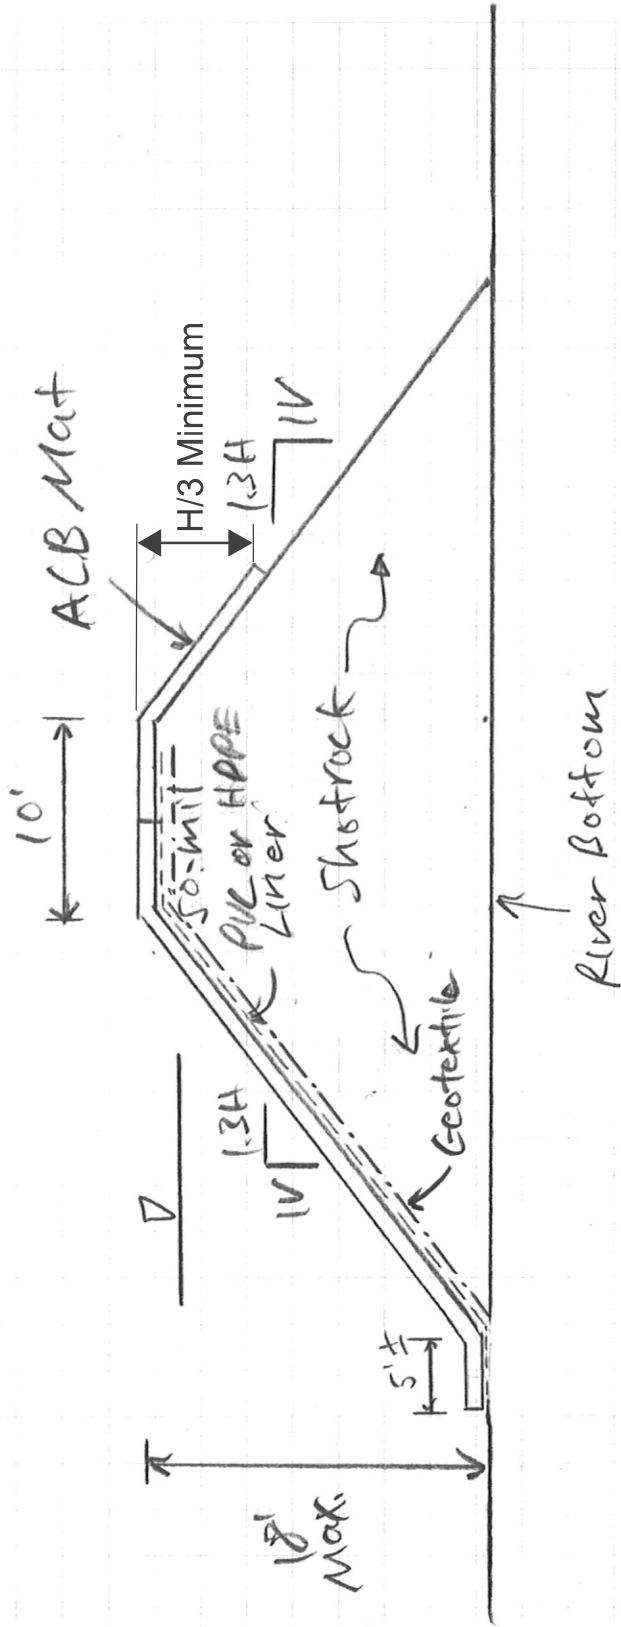 10'
ACB Mat
H/3 Minimum
1.3H
1V
50-mil
PVC or HDPE
Liner
Shotrock
1.3H
1V
Geotextile
5'±
18'
Max.
River Bottom